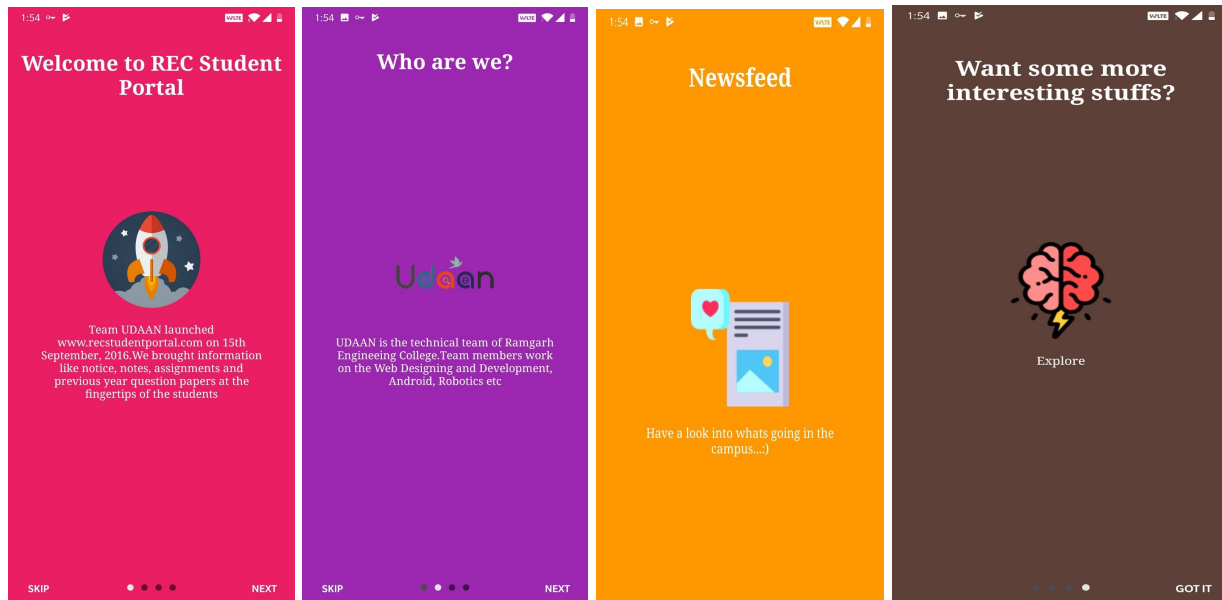 1:54
VoLTE
Welcome to REC Student
Portal
Team UDAAN launched
www.recstudentportal.com on 15th
September, 2016.We brought information
like notice, notes, assignments and
previous year question papers at the
fingertips of the students
SKIP
NEXT
1:54
VoLTE
Who are we?
Udaan
UDAAN is the technical team of Ramgarh
Engineeing College.Team members work
on the Web Designing and Development,
Android, Robotics etc
SKIP
NEXT
1:54
VoLTE
Newsfeed
Have a look into whats going in the
campus...:)
1:54
VoLTE
Want some more
interesting stuffs?
Explore
GOT IT